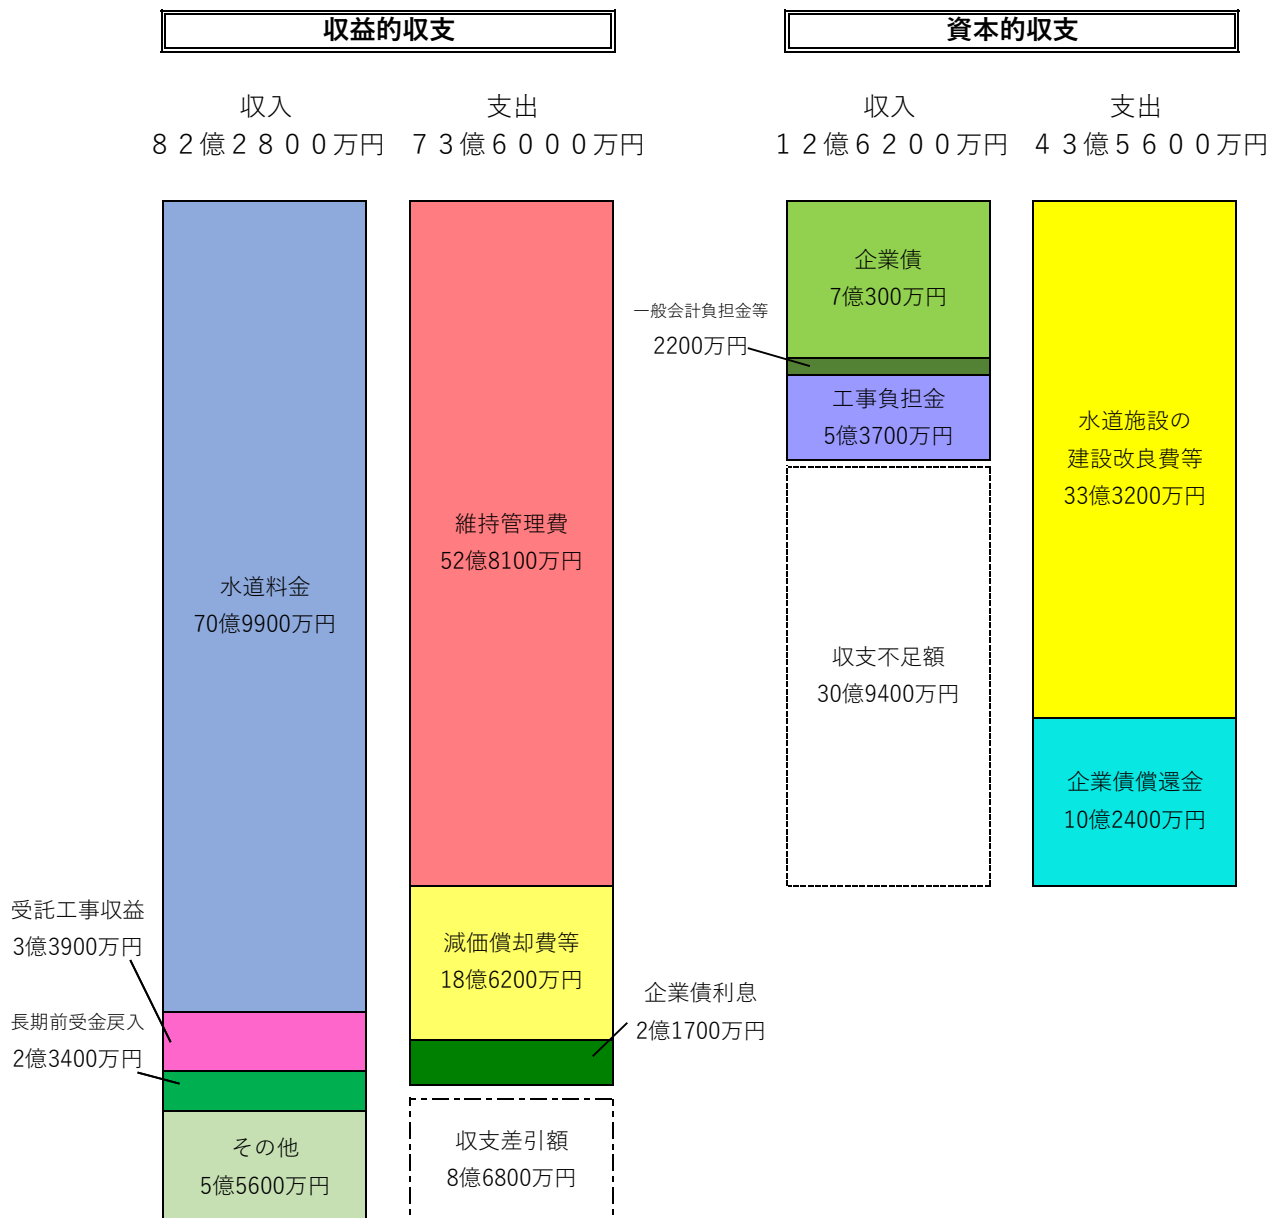 収益的収支
収入
８２億２８００万円
支出
７３億６０００万円
水道料金
70億9900万円
受託工事収益
3億3900万円
長期前受金戻入
2億3400万円
その他
5億5600万円
維持管理費
52億8100万円
減価償却費等
18億6200万円
企業債利息
2億1700万円
収支差引額
8億6800万円
資本的収支
収入
１２億６２００万円
支出
４３億５６００万円
企業債
7億300万円
一般会計負担金等
2200万円
工事負担金
5億3700万円
収支不足額
30億9400万円
水道施設の
建設改良費等
33億3200万円
企業債償還金
10億2400万円